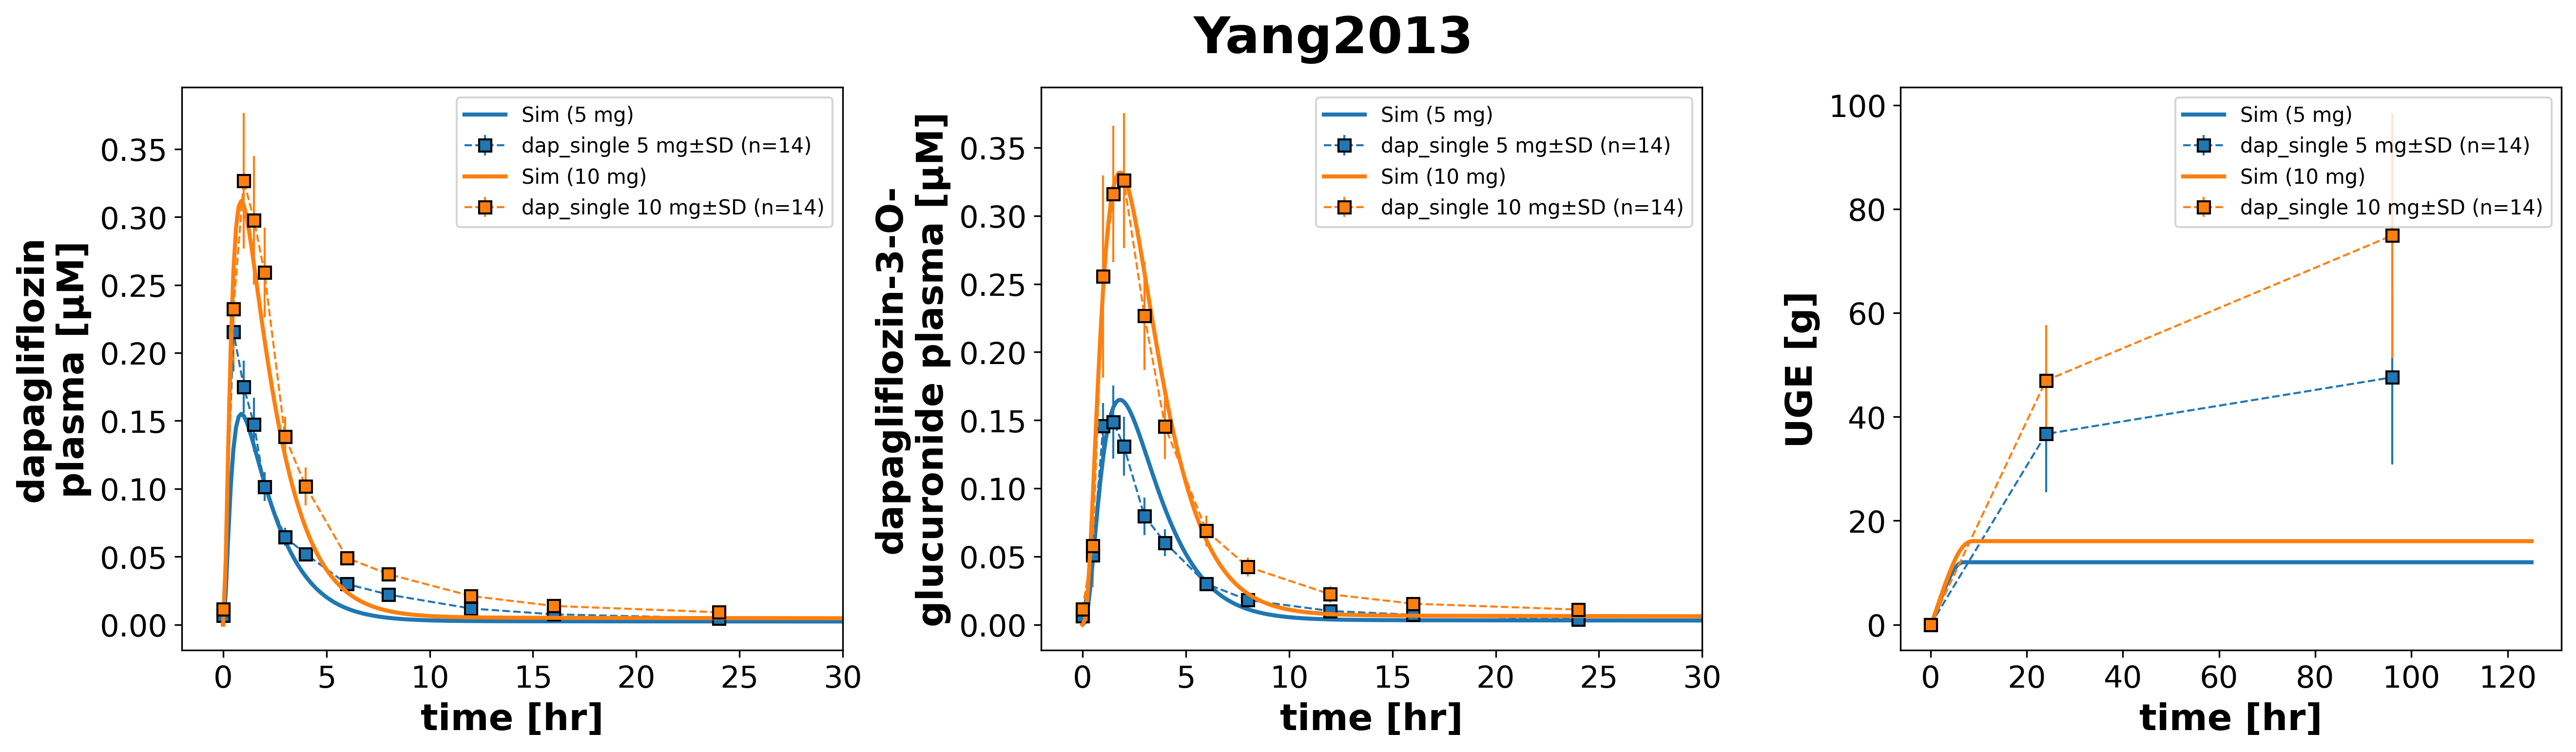 Yang2013
dapagliflozin
plasma [µM]
0.35
0.30
0.25
0.20
0.15
0.10
0.05
0.00
Sim (5 mg)
dap_single 5 mg±SD (n=14)
Sim (10 mg)
dap_single 10 mg±SD (n=14)
0 5 10 15 20 25 30
time [hr]
dapagliflozin-3-O-
glucuronide plasma [µM]
0.35
0.30
0.25
0.20
0.15
0.10
0.05
0.00
Sim (5 mg)
dap_single 5 mg±SD (n=14)
Sim (10 mg)
dap_single 10 mg±SD (n=14)
0 5 10 15 20 25 30
time [hr]
UGE [g]
100
80
60
40
20
0
Sim (5 mg)
dap_single 5 mg±SD (n=14)
Sim (10 mg)
dap_single 10 mg±SD (n=14)
0 20 40 60 80 100 120
time [hr]